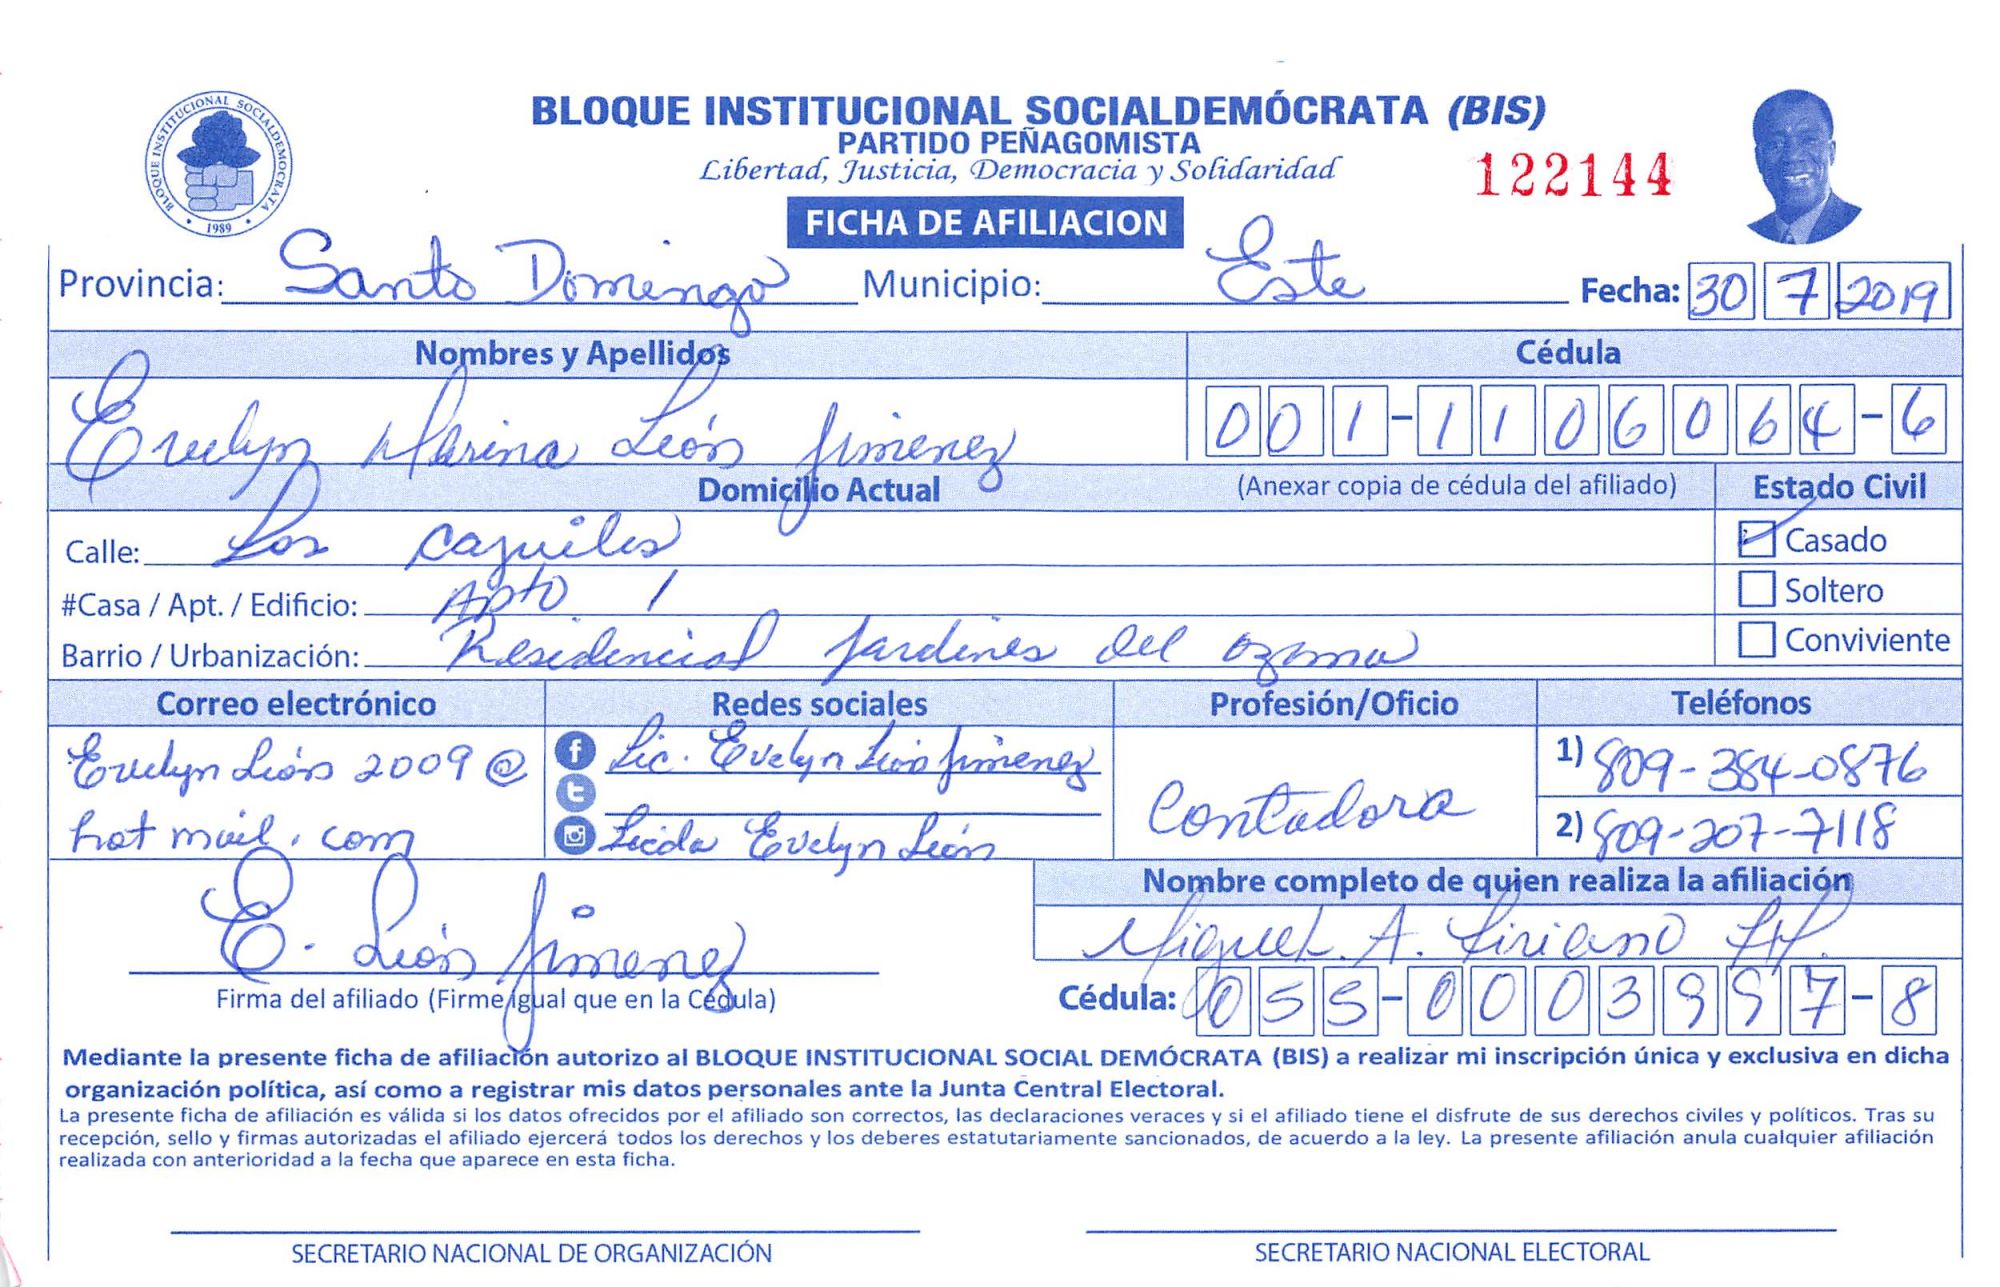 BLOQUE INSTITUCIONAL SOCIALDEMOCRATA
1989
BLOQUE INSTITUCIONAL SOCIALDEMÓCRATA (BIS)
PARTIDO PEÑAGOMISTA
Libertad, Justicia, Democracia y Solidaridad
122144
FICHA DE AFILIACION
Provincia: Santo Domingo Municipio: Este Fecha: 30 7 2019
Nombres y Apellidos Cédula
Evelyn Marina León Jimenez 001-1106064-6
Domicilio Actual (Anexar copia de cédula del afiliado) Estado Civil
Calle: Los cajuiles Casado
#Casa / Apt. / Edificio: Apto 1 Soltero
Barrio / Urbanización: Residencial Jardines del ozama Conviviente
Correo electrónico Redes sociales Profesión/Oficio Teléfonos
Evelyn León 2009 @ Lic. Evelyn León Jimenez 1) 809-384-0876
hot mail. com Licda Evelyn León Contadora 2) 809-207-7118
Nombre completo de quien realiza la afiliación
E. León Jimenez Miguel A. Liriano
Firma del afiliado (Firme igual que en la Cédula) Cédula: 055-0003997-8
Mediante la presente ficha de afiliación autorizo al BLOQUE INSTITUCIONAL SOCIAL DEMÓCRATA (BIS) a realizar mi inscripción única y exclusiva en dicha
organización política, así como a registrar mis datos personales ante la Junta Central Electoral.
La presente ficha de afiliación es válida si los datos ofrecidos por el afiliado son correctos, las declaraciones veraces y si el afiliado tiene el disfrute de sus derechos civiles y políticos. Tras su
recepción, sello y firmas autorizadas el afiliado ejercerá todos los derechos y los deberes estatutariamente sancionados, de acuerdo a la ley. La presente afiliación anula cualquier afiliación
realizada con anterioridad a la fecha que aparece en esta ficha.
SECRETARIO NACIONAL DE ORGANIZACIÓN SECRETARIO NACIONAL ELECTORAL